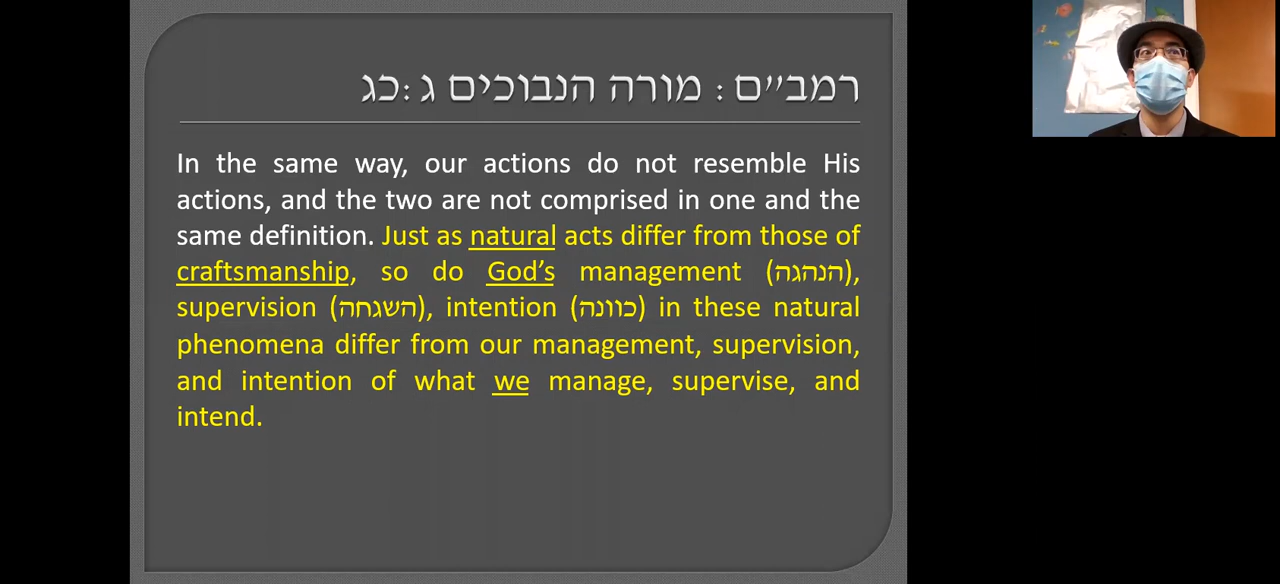 רמב״ם : מורה הנבוכים ג :כג
In the same way, our actions do not resemble His
actions, and the two are not comprised in one and the
same definition. Just as natural acts differ from those of
craftsmanship, so do God's management (הנהגה),
supervision (השגחה), intention (כוונה) in these natural
phenomena differ from our management, supervision,
and intention of what we manage, supervise, and
intend.